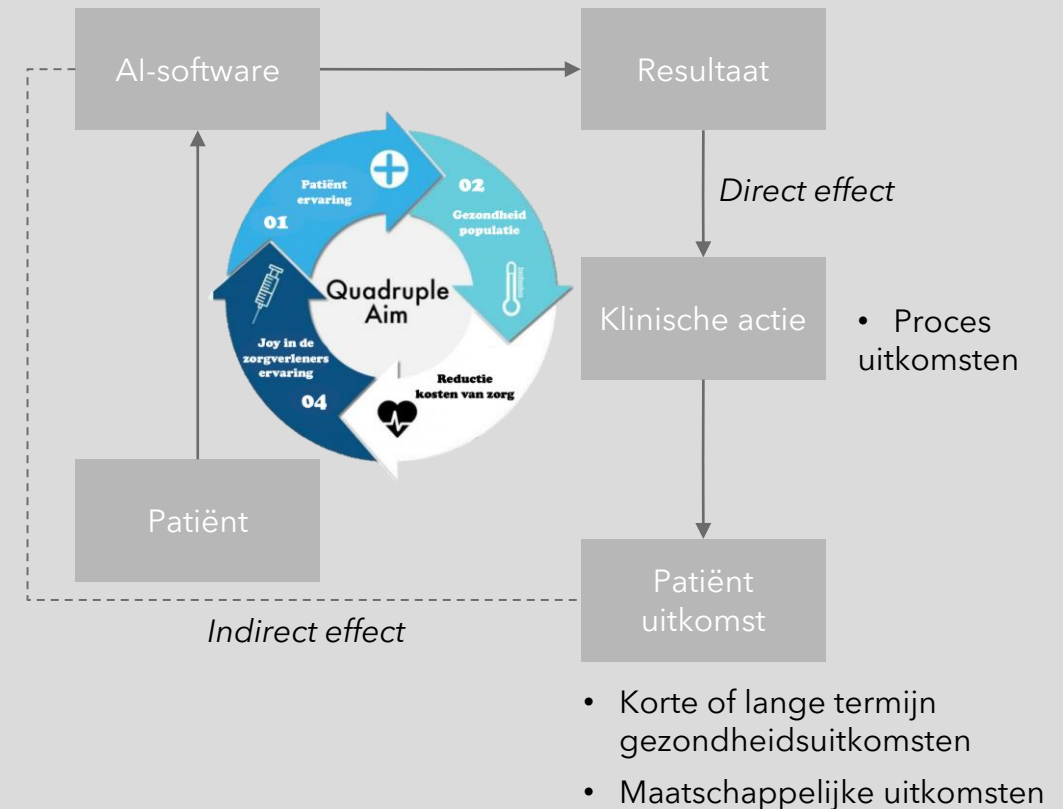 AI-software
Resultaat
Direct effect
Patiënt
ervaring
01
02
Gezondheid
populatie
Quadruple
Aim
Joy in de
zorgverleners
ervaring
04
Reductie
kosten van zorg
Klinische actie
• Proces
uitkomsten
Patiënt
Patiënt
uitkomst
Indirect effect
• Korte of lange termijn
gezondheidsuitkomsten
• Maatschappelijke uitkomsten